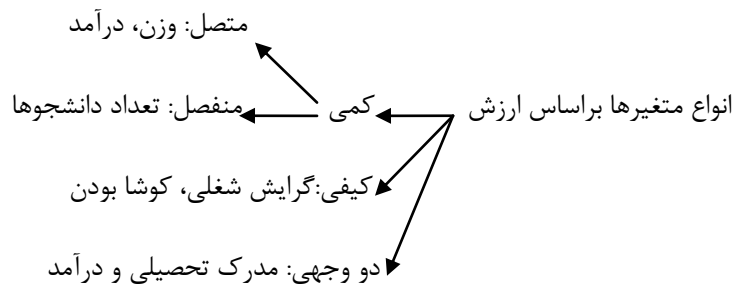 متصل: وزن، درآمد
انواع متغیرها براساس ارزش کمی منفصل: تعداد دانشجوها
کیفی:گرایش شغلی، کوشا بودن
دو وجهی: مدرک تحصیلی و درآمد